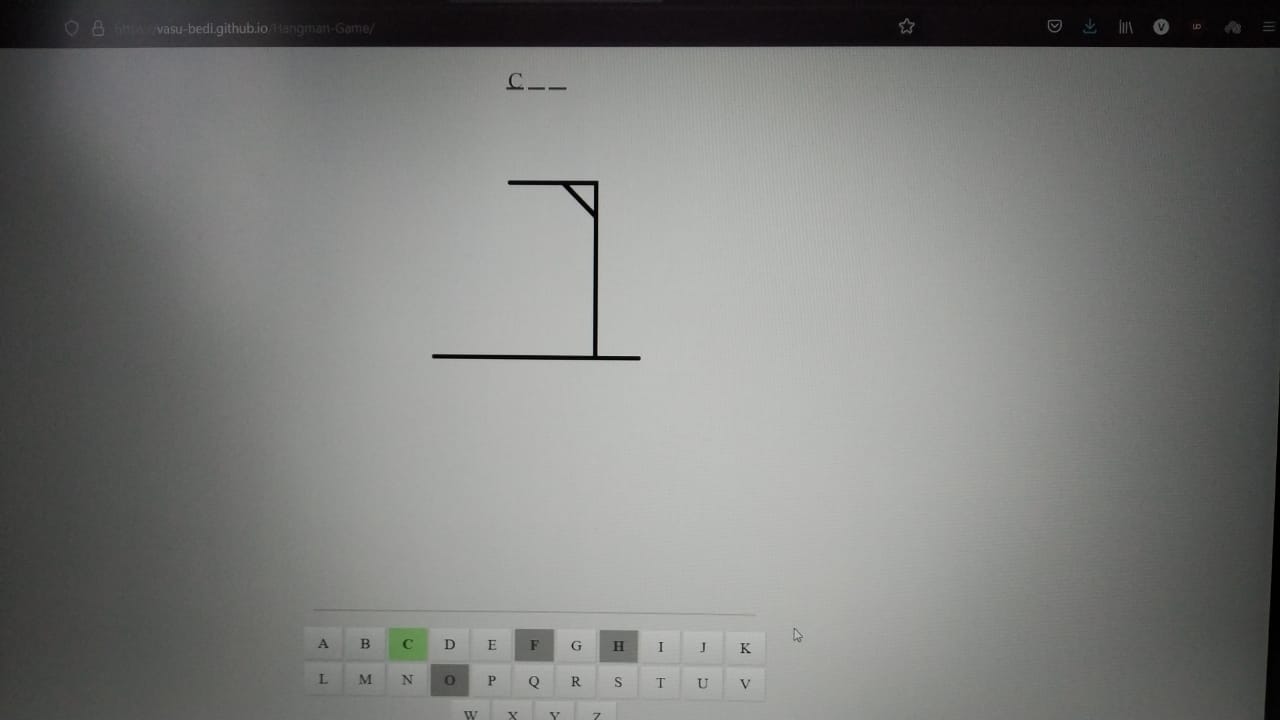 https://vasu-bedi.github.io/Hangman-Game/
V
C _ _
A B C D E F G H I J K
L M N O P Q R S T U V
W X Y Z